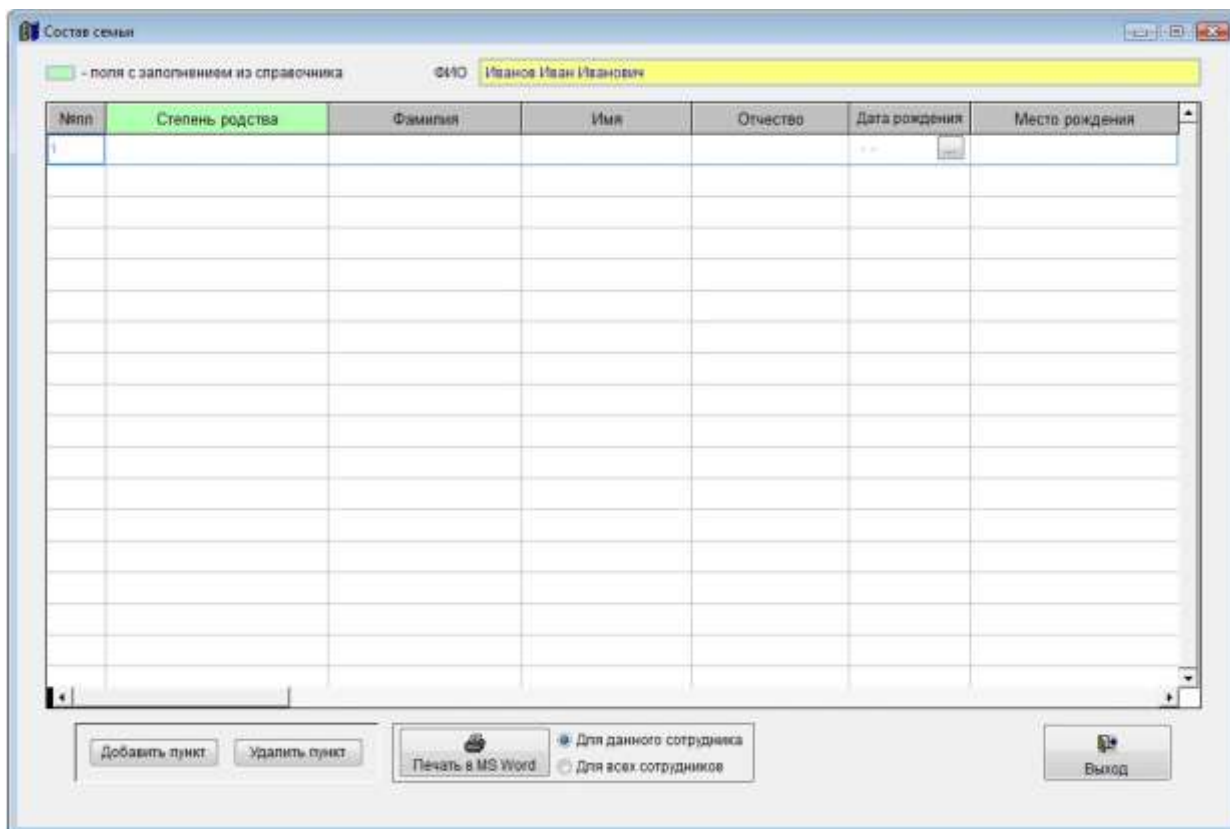 Состав семьи
- поля с заполнением из справочника ФИО Иванов Иван Иванович
№пп Степень родства Фамилия Имя Отчество Дата рождения Место рождения
1 - - ...
Добавить пункт Удалить пункт Печать в MS Word Для данного сотрудника
Для всех сотрудников
Выход